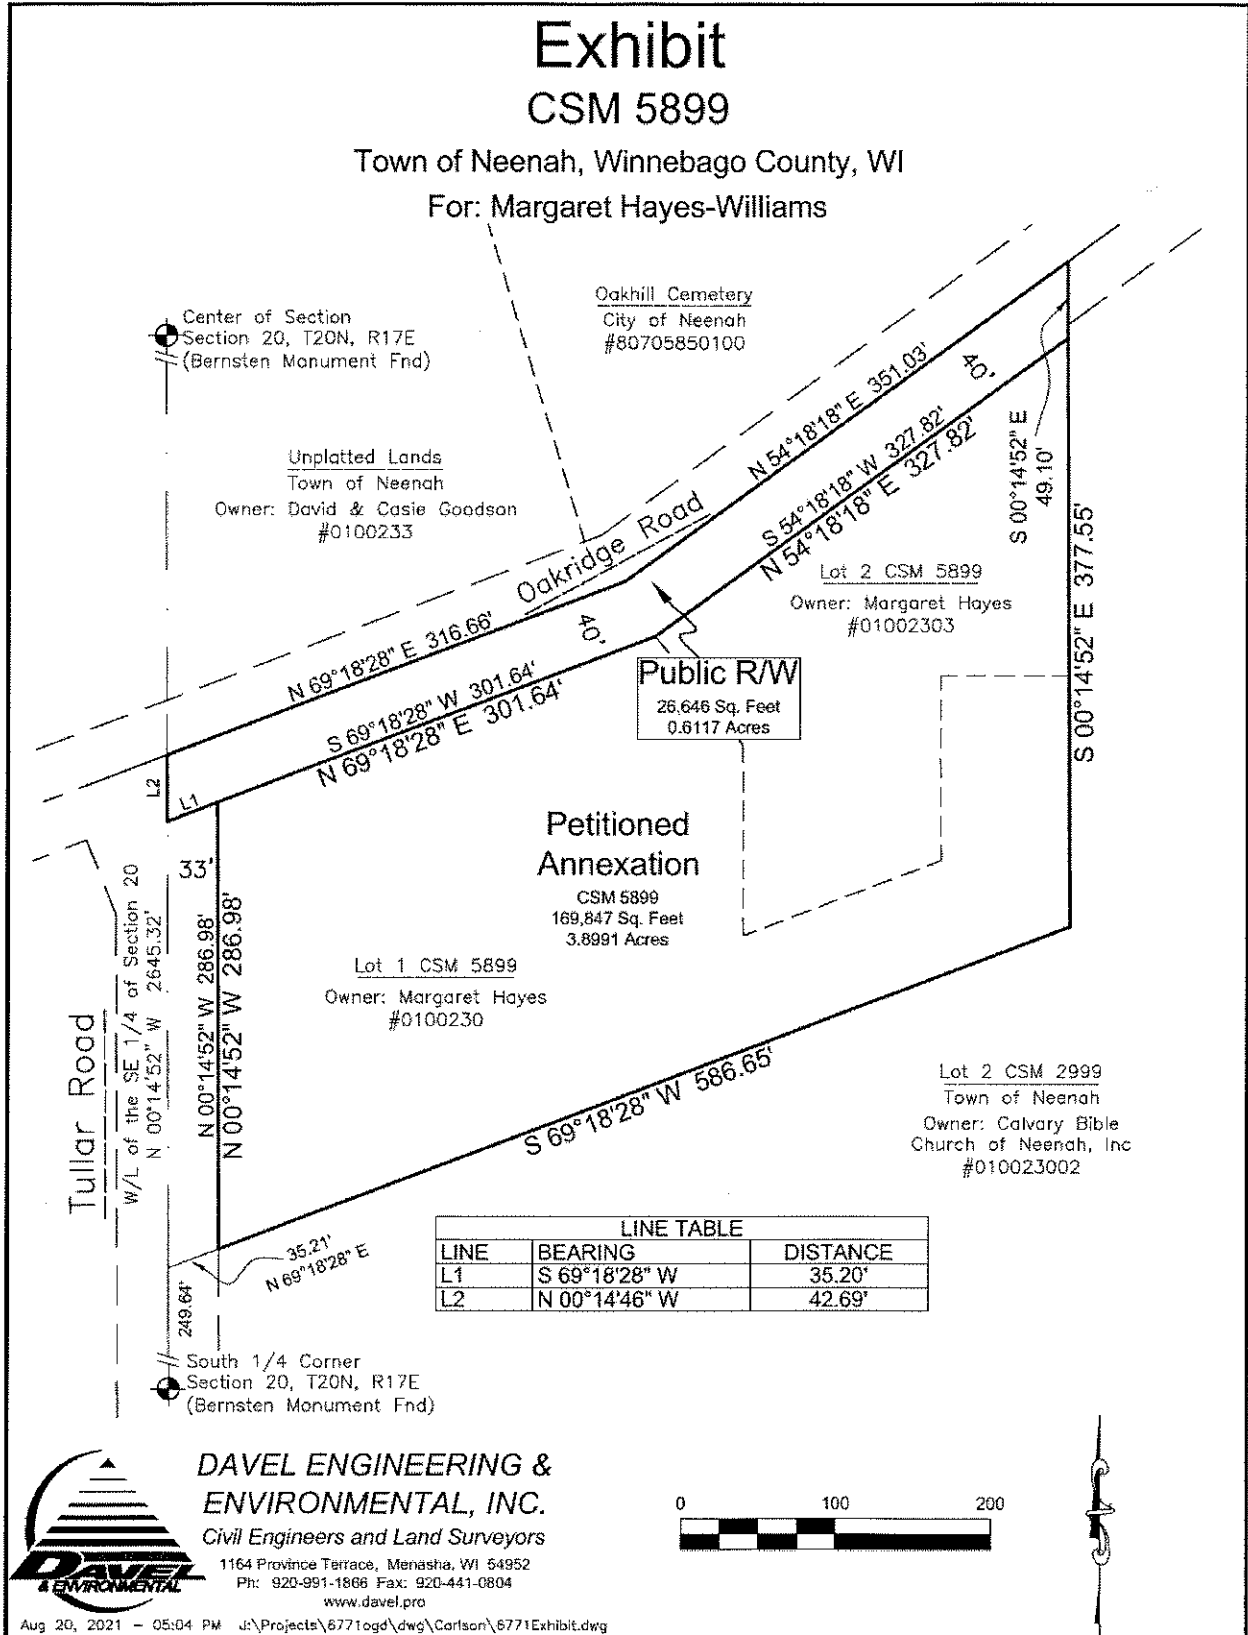 Exhibit
CSM 5899
Town of Neenah, Winnebago County, WI
For: Margaret Hayes-Williams
Oakhill Cemetery
City of Neenah
#80705850100
Center of Section
Section 20, T20N, R17E
(Bernsten Monument Fnd)
Unplatted Lands
Town of Neenah
Owner: David & Casie Goodson
#0100233
N 54°18'18" E 351.03'
40'
S 54°18'18" W 327.82'
N 54°18'18" E 327.82'
S 00°14'52" E
49.10'
S 00°14'52" E 377.55'
Oakridge Road
Lot 2 CSM 5899
Owner: Margaret Hayes
#01002303
N 69°18'28" E 316.66'
40'
S 69°18'28" W 301.64'
N 69°18'28" E 301.64'
Public R/W
26,646 Sq. Feet
0.6117 Acres
L2
L1
Petitioned
Annexation
CSM 5899
169,847 Sq. Feet
3.8991 Acres
33'
N 00°14'52" W 286.98'
N 00°14'52" W 286.98'
W/L of the SE 1/4 of Section 20
N 00°14'52" W 2645.32'
Tullar Road
Lot 1 CSM 5899
Owner: Margaret Hayes
#0100230
S 69°18'28" W 586.65'
Lot 2 CSM 2999
Town of Neenah
Owner: Calvary Bible
Church of Neenah, Inc
#010023002
35.21'
N 69°18'28" E
249.64'
LINE TABLE
LINE BEARING DISTANCE
L1 S 69°18'28" W 35.20'
L2 N 00°14'46" W 42.69'
South 1/4 Corner
Section 20, T20N, R17E
(Bernsten Monument Fnd)
DAVEL ENGINEERING &
ENVIRONMENTAL, INC.
Civil Engineers and Land Surveyors
1164 Province Terrace, Menasha, WI 54952
Ph: 920-991-1866 Fax: 920-441-0804
www.davel.pro
DAVEL
& ENVIRONMENTAL
0 100 200
Aug 20, 2021 - 05:04 PM J:\Projects\6771ogd\dwg\Carlson\6771Exhibit.dwg